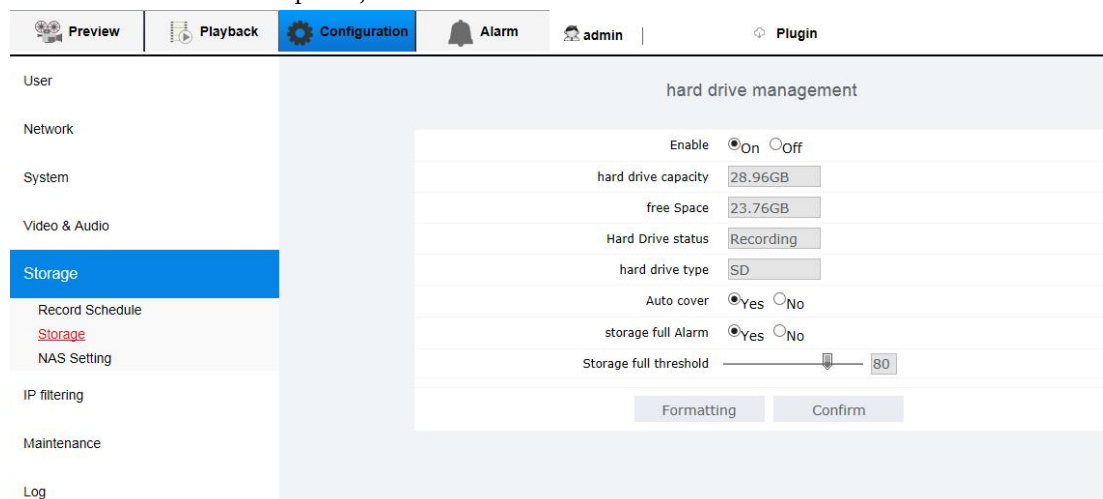 Preview Playback Configuration Alarm admin | Plugin
User
Network
System
Video & Audio
Storage
Record Schedule
Storage
NAS Setting
IP filtering
Maintenance
Log
hard drive management
Enable On Off
hard drive capacity 28.96GB
free Space 23.76GB
Hard Drive status Recording
hard drive type SD
Auto cover Yes No
storage full Alarm Yes No
Storage full threshold 80
Formatting Confirm